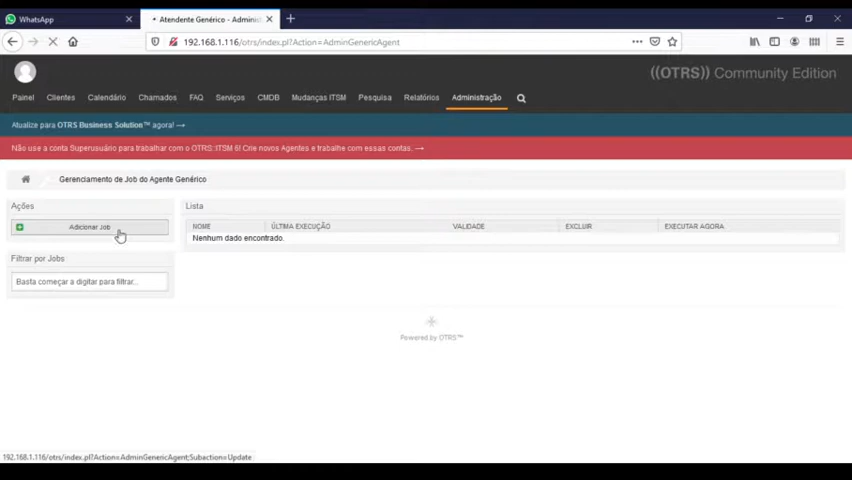 WhatsApp
Atendente Genérico - Administ
192.168.1.116/otrs/index.pl?Action=AdminGenericAgent
((OTRS)) Community Edition
Painel Clientes Calendário Chamados FAQ Serviços CMDB Mudanças ITSM Pesquisa Relatórios Administração
Atualize para OTRS Business Solution™ agora! →
Não use a conta Superusuário para trabalhar com o OTRS::ITSM 6! Crie novos Agentes e trabalhe com essas contas. →
Gerenciamento de Job do Agente Genérico
Ações
Adicionar Job
Filtrar por Jobs
Basta começar a digitar para filtrar...
Lista
NOME ÚLTIMA EXECUÇÃO VALIDADE EXCLUIR EXECUTAR AGORA
Nenhum dado encontrado.
Powered by OTRS™
192.168.1.116/otrs/index.pl?Action=AdminGenericAgent;Subaction=Update